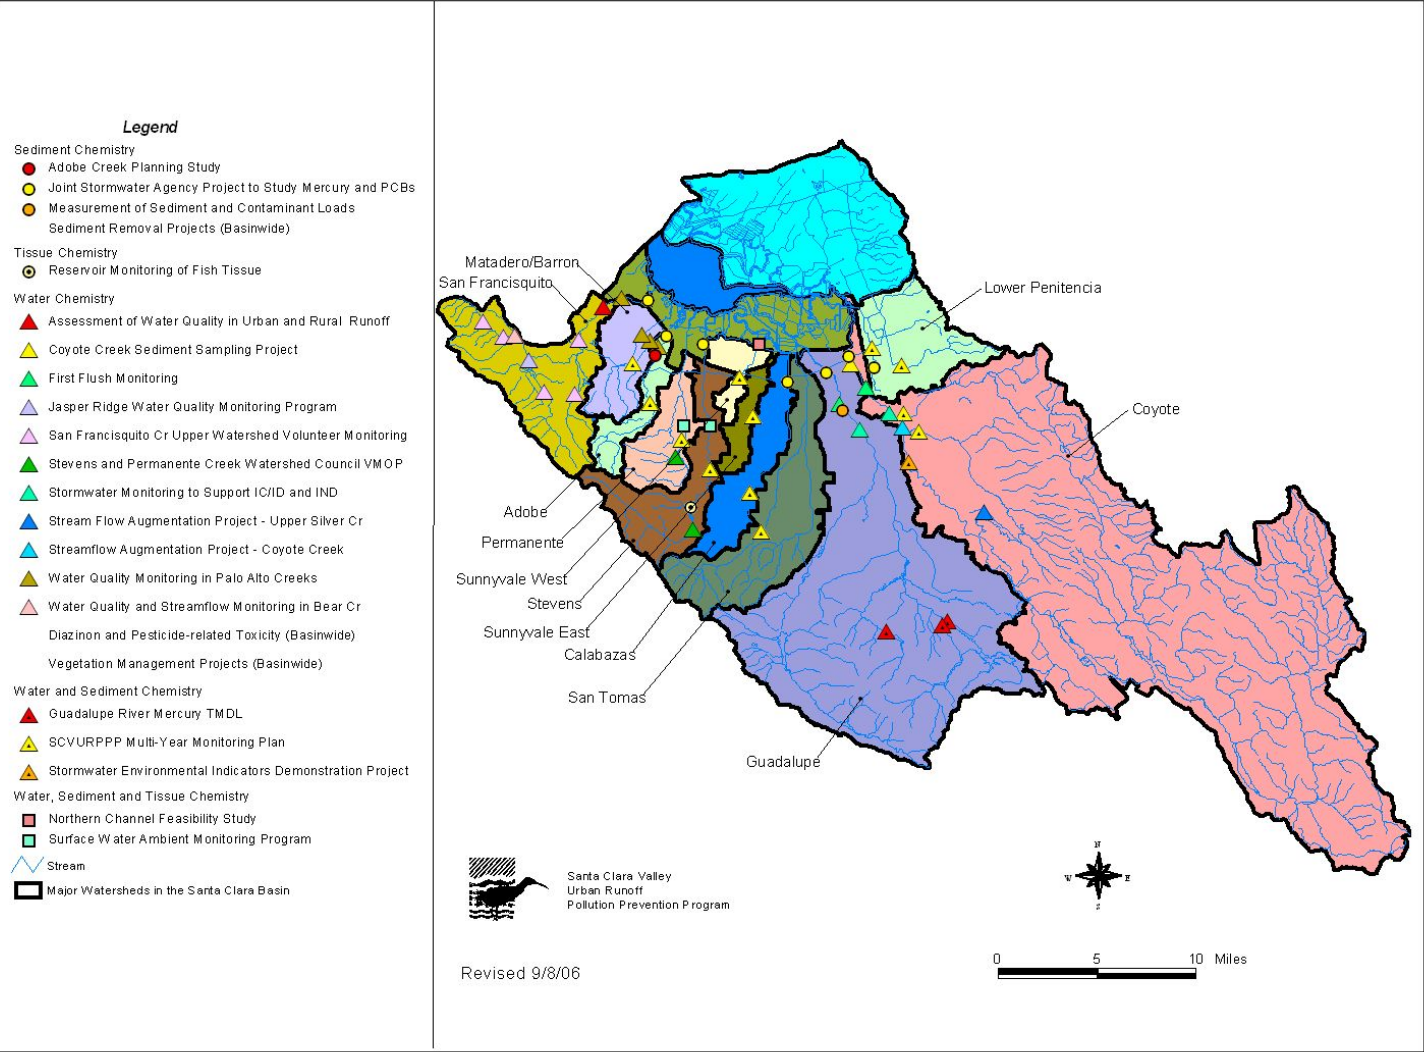 Legend
Sediment Chemistry
Adobe Creek Planning Study
Joint Stormwater Agency Project to Study Mercury and PCBs
Measurement of Sediment and Contaminant Loads
Sediment Removal Projects (Basinwide)
Tissue Chemistry
Reservoir Monitoring of Fish Tissue
Water Chemistry
Assessment of Water Quality in Urban and Rural Runoff
Coyote Creek Sediment Sampling Project
First Flush Monitoring
Jasper Ridge Water Quality Monitoring Program
San Francisquito Cr Upper Watershed Volunteer Monitoring
Stevens and Permanente Creek Watershed Council VMOP
Stormwater Monitoring to Support IC/ID and IND
Stream Flow Augmentation Project - Upper Silver Cr
Streamflow Augmentation Project - Coyote Creek
Water Quality Monitoring in Palo Alto Creeks
Water Quality and Streamflow Monitoring in Bear Cr
Diazinon and Pesticide-related Toxicity (Basinwide)
Vegetation Management Projects (Basinwide)
Water and Sediment Chemistry
Guadalupe River Mercury TMDL
SCVURPPP Multi-Year Monitoring Plan
Stormwater Environmental Indicators Demonstration Project
Water, Sediment and Tissue Chemistry
Northern Channel Feasibility Study
Surface Water Ambient Monitoring Program
Stream
Major Watersheds in the Santa Clara Basin
Matadero/Barron
San Francisquito
Lower Penitencia
Coyote
Adobe
Permanente
Sunnyvale West
Stevens
Sunnyvale East
Calabazas
San Tomas
Guadalupe
Santa Clara Valley
Urban Runoff
Pollution Prevention Program
Revised 9/8/06
N
W E
S
0 5 10 Miles